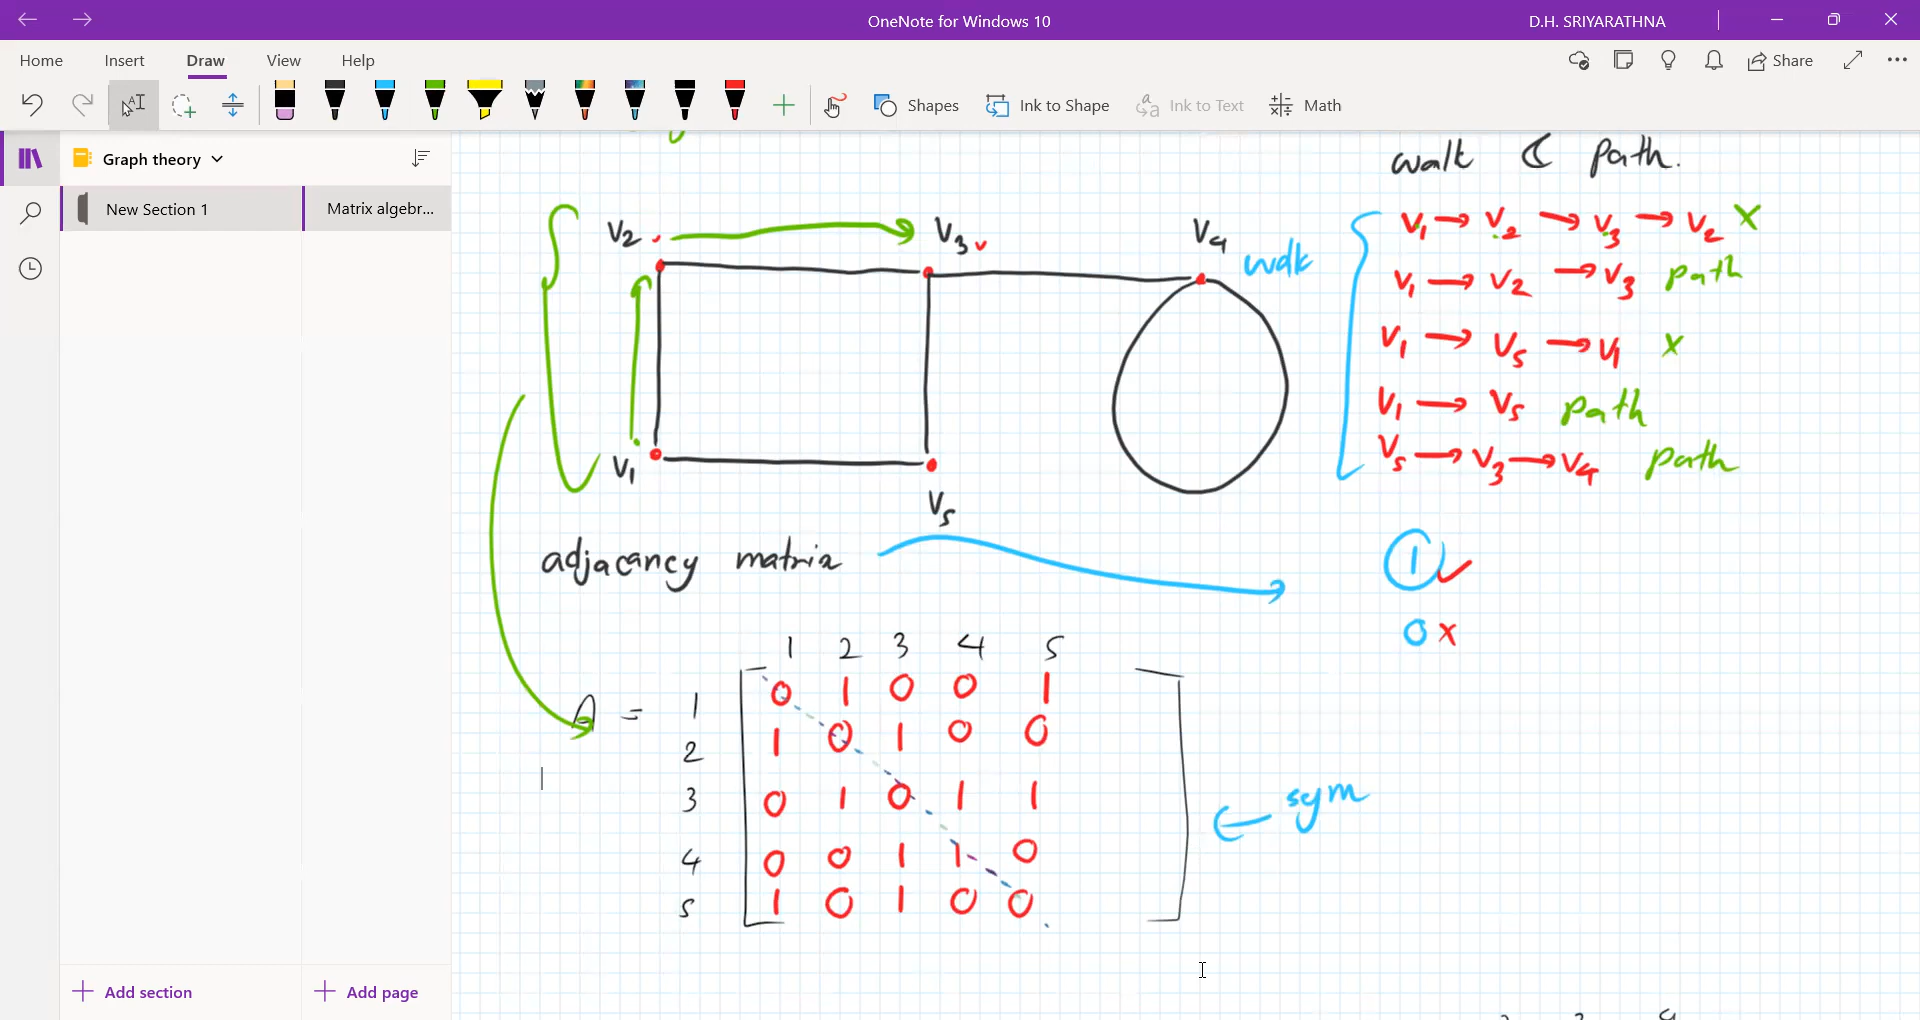 OneNote for Windows 10
D.H. SRIYARATHNA
Home Insert Draw View Help
Share
Shapes Ink to Shape Ink to Text Math
Graph theory
New Section 1
Matrix algebr...
walk path.
V2 V3 V4
walk
V1 V5
V1 → V2 → V3 → V2 X
V1 → V2 → V3 path
V1 → V5 → V1 X
V1 → V5 path
V5 → V3 → V4 path
adjacancy matrix
1 ✓
0 x
1 2 3 4 5
A = 1 0 1 0 0 1
2 1 0 1 0 0
3 0 1 0 1 1
4 0 0 1 1 0
5 1 0 1 0 0
← sym
Add section
Add page